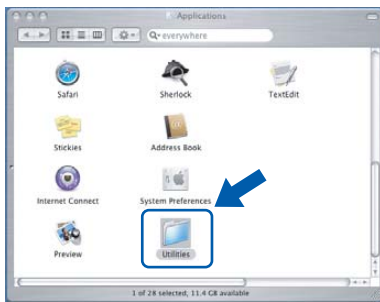 Applications
everywhere
Safari
Sherlock
TextEdit
Stickies
Address Book
Internet Connect
System Preferences
Preview
Utilities
1 of 28 selected, 11.4 GB available